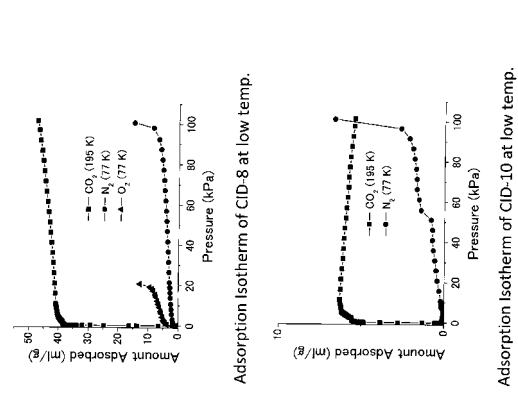 50
40
30
20
10
0
Amount Adsorbed (ml/g)
CO2 (195 K)
N2 (77 K)
O2 (77 K)
0 20 40 60 80 100
Pressure (kPa)
Adsorption Isotherm of CID-8 at low temp.
10
5
0
Amount Adsorbed (ml/g)
CO2 (195 K)
N2 (77 K)
0 20 40 60 80 100
Pressure (kPa)
Adsorption Isotherm of CID-10 at low temp.